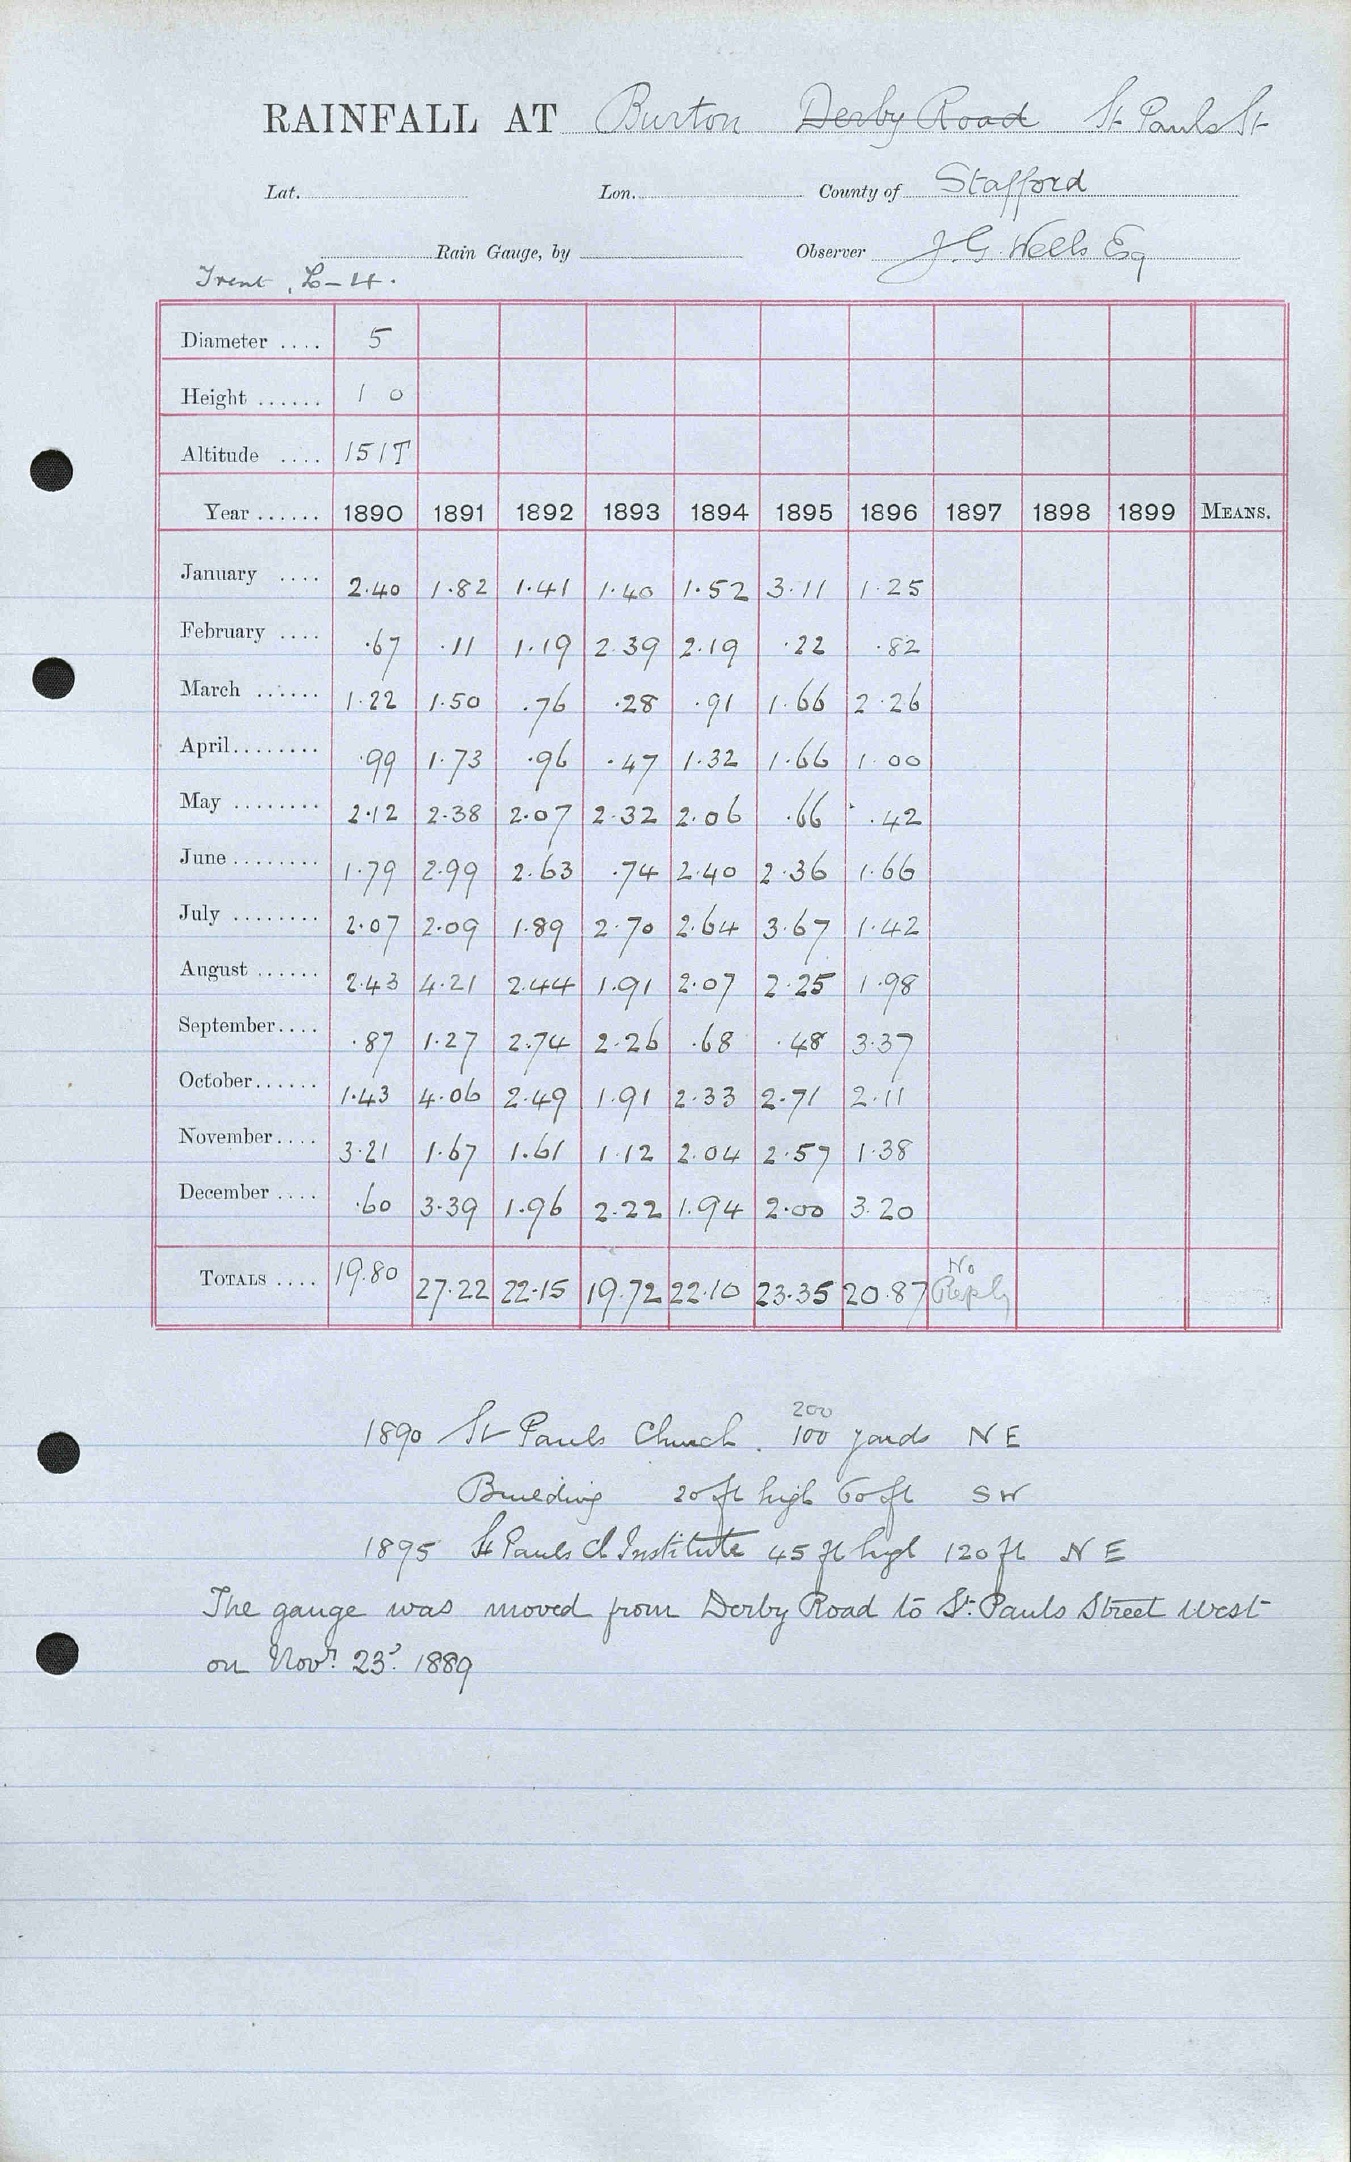 RAINFALL AT Burton Derby Road St Pauls St
Lat. Lon. County of Stafford
Rain Gauge, by Observer J. G. Wells Esq
Trent, L-4.
Diameter .... 5
Height ...... 1 0
Altitude .... 151T
Year ...... 1890 1891 1892 1893 1894 1895 1896 1897 1898 1899 MEANS.
January .... 2.40 1.82 1.41 1.40 1.52 3.11 1.25
February .... .67 .11 1.19 2.39 2.19 .22 .82
March ...... 1.22 1.50 .76 .28 .91 1.66 2.26
April........ .99 1.73 .96 .47 1.32 1.66 1.00
May ........ 2.12 2.38 2.07 2.32 2.06 .66 .42
June ........ 1.79 2.99 2.63 .74 2.40 2.36 1.66
July ........ 2.07 2.09 1.89 2.70 2.64 3.67 1.42
August ...... 2.43 4.21 2.44 1.91 2.07 2.25 1.98
September.... .87 1.27 2.74 2.26 .68 .48 3.37
October...... 1.43 4.06 2.49 1.91 2.33 2.71 2.11
November.... 3.21 1.67 1.61 1.12 2.04 2.57 1.38
December .... .60 3.39 1.96 2.22 1.94 2.00 3.20
TOTALS .... 19.80 27.22 22.15 19.72 22.10 23.35 20.87 No Reply
200
1890 St Pauls Church. 100 yards NE
Building 20 ft high 60 ft SW
1895 St Pauls Ch Institute 45 ft high 120 ft NE
The gauge was moved from Derby Road to St. Pauls Street West
on Novr. 23d. 1889